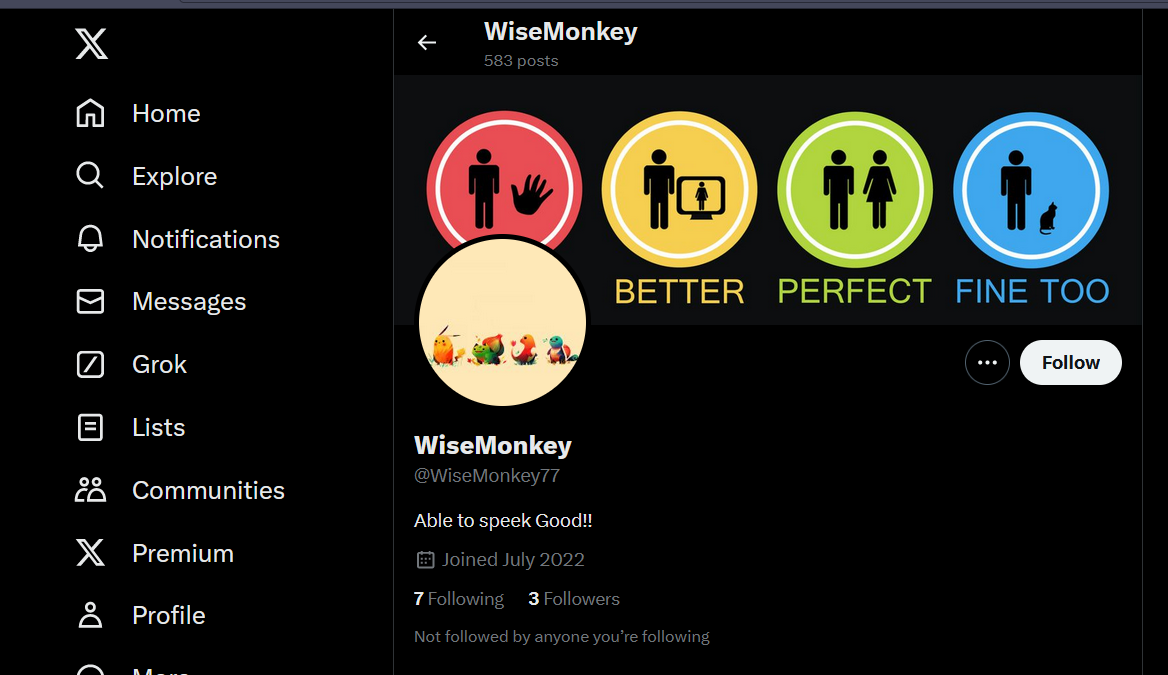 WiseMonkey
583 posts
Home
Explore
Notifications
Messages
Grok
Lists
Communities
Premium
Profile
More
BETTER
PERFECT
FINE TOO
Follow
WiseMonkey
@WiseMonkey77
Able to speek Good!!
Joined July 2022
7 Following 3 Followers
Not followed by anyone you’re following